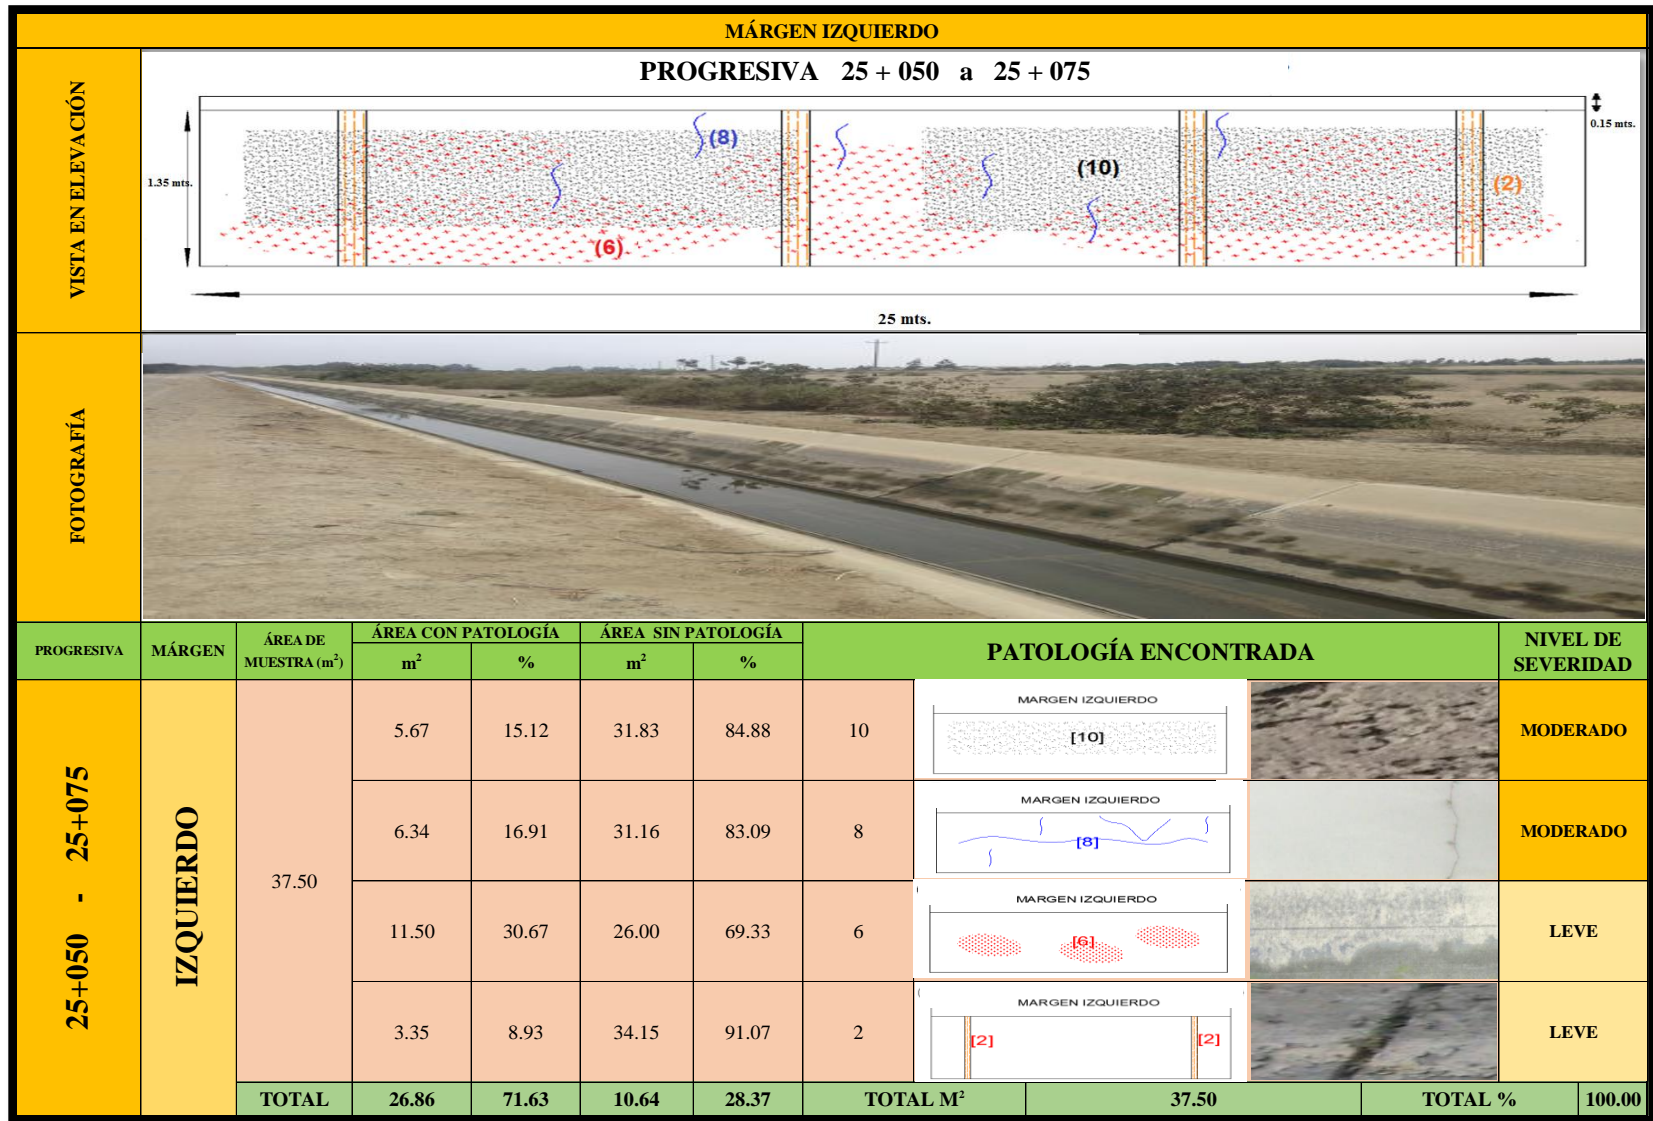 MÁRGEN IZQUIERDO
VISTA EN ELEVACIÓN
PROGRESIVA 25 + 050 a 25 + 075
0.15 mts.
1.35 mts.
(8)
(10)
(2)
(6)
25 mts.
FOTOGRAFÍA
PROGRESIVA
MÁRGEN
ÁREA DE MUESTRA (m²)
ÁREA CON PATOLOGÍA
ÁREA SIN PATOLOGÍA
m² % m² %
PATOLOGÍA ENCONTRADA
NIVEL DE SEVERIDAD
25+050 - 25+075
IZQUIERDO
37.50
5.67 15.12 31.83 84.88 10
MARGEN IZQUIERDO
[10]
MODERADO
6.34 16.91 31.16 83.09 8
MARGEN IZQUIERDO
[8]
MODERADO
11.50 30.67 26.00 69.33 6
MARGEN IZQUIERDO
[6]
LEVE
3.35 8.93 34.15 91.07 2
MARGEN IZQUIERDO
[2] [2]
LEVE
TOTAL 26.86 71.63 10.64 28.37 TOTAL M² 37.50 TOTAL % 100.00